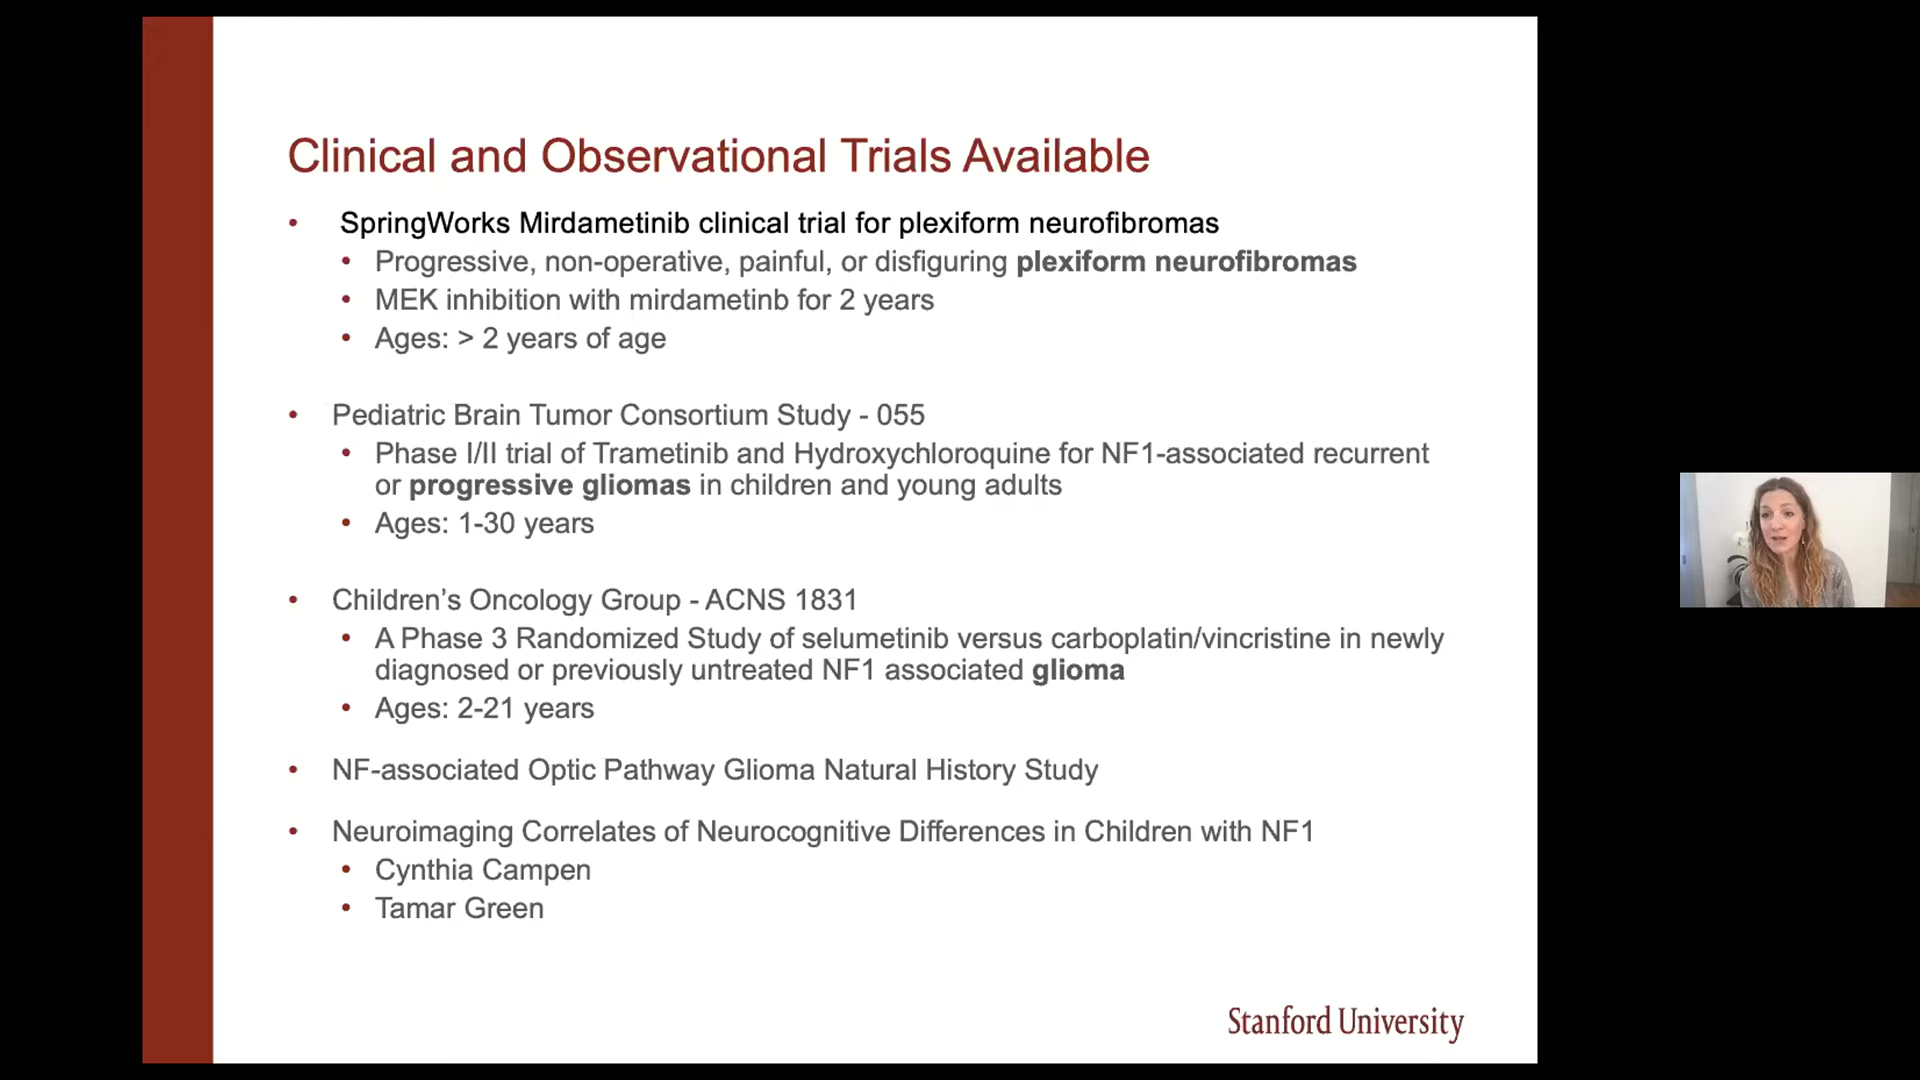 Clinical and Observational Trials Available
• SpringWorks Mirdametinib clinical trial for plexiform neurofibromas
• Progressive, non-operative, painful, or disfiguring plexiform neurofibromas
• MEK inhibition with mirdametinb for 2 years
• Ages: > 2 years of age
• Pediatric Brain Tumor Consortium Study - 055
• Phase I/II trial of Trametinib and Hydroxychloroquine for NF1-associated recurrent
or progressive gliomas in children and young adults
• Ages: 1-30 years
• Children’s Oncology Group - ACNS 1831
• A Phase 3 Randomized Study of selumetinib versus carboplatin/vincristine in newly
diagnosed or previously untreated NF1 associated glioma
• Ages: 2-21 years
• NF-associated Optic Pathway Glioma Natural History Study
• Neuroimaging Correlates of Neurocognitive Differences in Children with NF1
• Cynthia Campen
• Tamar Green
Stanford University